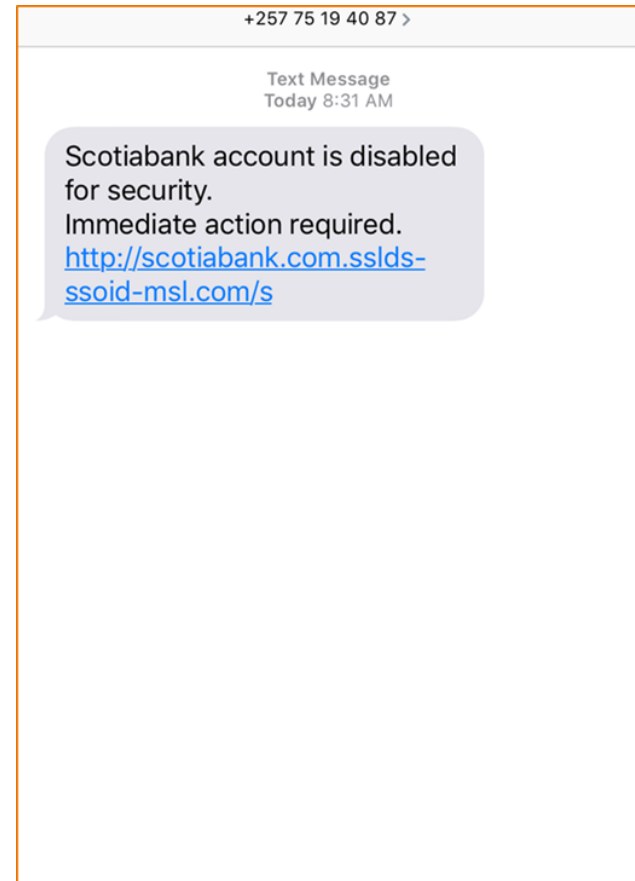 +257 75 19 40 87 >
Text Message
Today 8:31 AM
Scotiabank account is disabled
for security.
Immediate action required.
http://scotiabank.com.sslds-
ssoid-msl.com/s